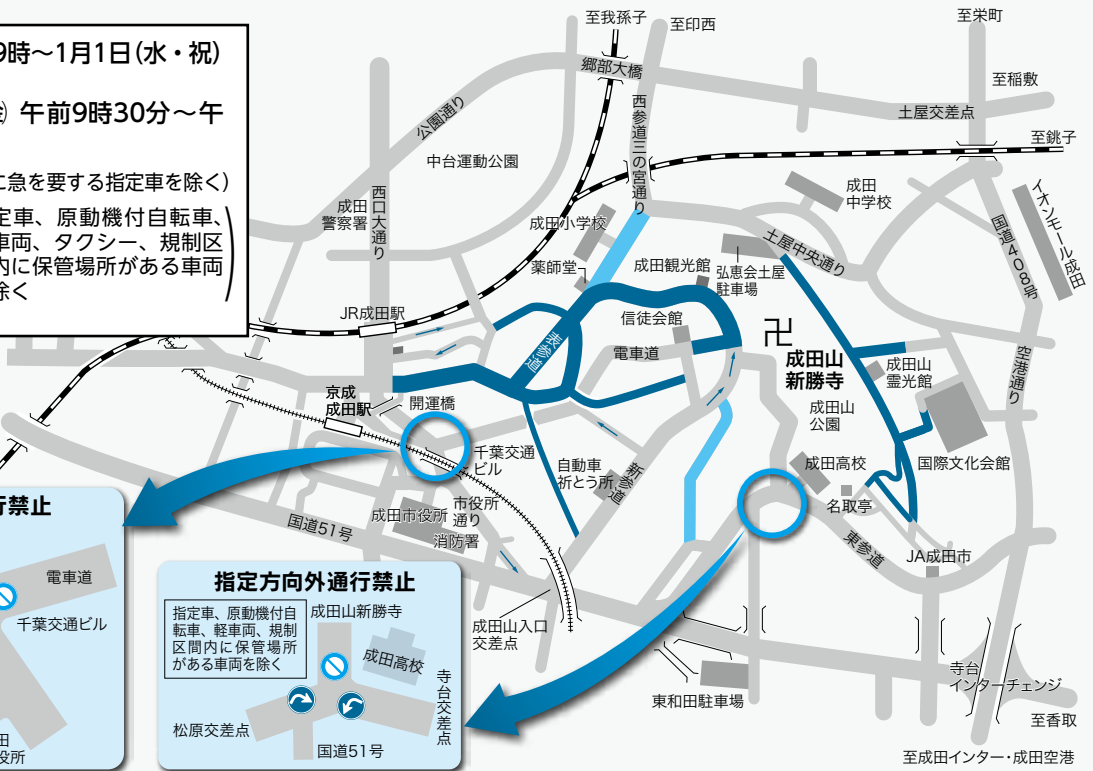 9時～1月1日(水・祝)
午前9時30分～午
に急を要する指定車を除く)
定車、原動機付自転車、
車両、タクシー、規制区
内に保管場所がある車両
除く
至我孫子
至印西
至栄町
郷部大橋
至稲敷
土屋交差点
公園通り
西参道三の宮通り
至銚子
中台運動公園
成田
中学校
イオンモール成田
国道408号
成田
警察署
西口大通り
成田小学校
土屋中央通り
薬師堂
成田観光館
弘恵会土屋
駐車場
JR成田駅
信徒会館
卍
表参道
電車道
成田山
新勝寺
成田山
霊光館
空港通り
京成
成田駅
開運橋
成田山
公園
千葉交通
ビル
自動車
祈とう所
新参道
成田高校
国際文化会館
名取亭
国道51号
成田市役所
市役所
通り
消防署
東参道
JA成田市
行禁止
電車道
千葉交通ビル
田
役所
指定方向外通行禁止
指定車、原動機付自
転車、軽車両、規制
区間内に保管場所
がある車両を除く
成田山新勝寺
成田高校
寺台交差点
松原交差点
国道51号
成田山入口
交差点
東和田駐車場
寺台
インターチェンジ
至香取
至成田インター・成田空港